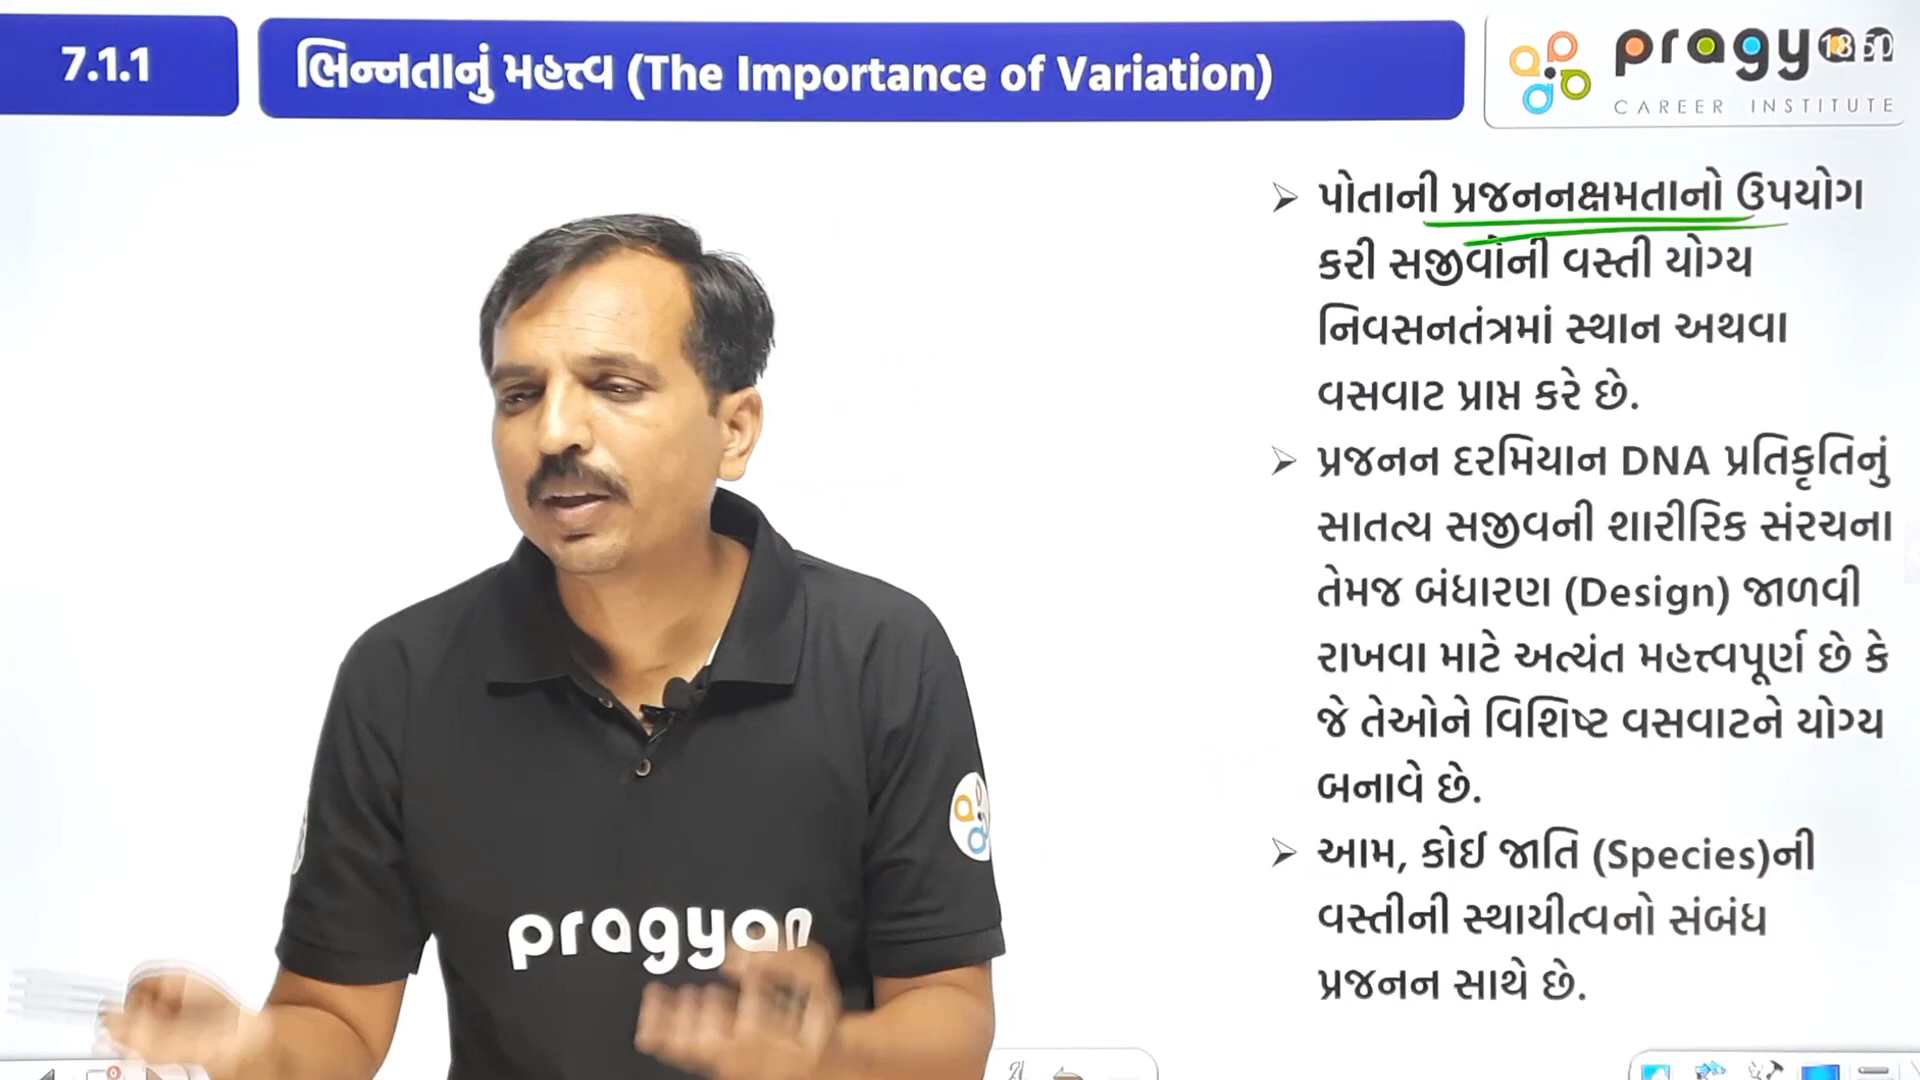 7.1.1
ભિન્નતાનું મહત્ત્વ (The Importance of Variation)
pragyan
CAREER INSTITUTE
➢ પોતાની પ્રજનનક્ષમતાનો ઉપયોગ
કરી સજીવોની વસ્તી યોગ્ય
નિવસનતંત્રમાં સ્થાન અથવા
વસવાટ પ્રાપ્ત કરે છે.
➢ પ્રજનન દરમિયાન DNA પ્રતિકૃતિનું
સાતત્ય સજીવની શારીરિક સંરચના
તેમજ બંધારણ (Design) જાળવી
રાખવા માટે અત્યંત મહત્ત્વપૂર્ણ છે કે
જે તેઓને વિશિષ્ટ વસવાટને યોગ્ય
બનાવે છે.
➢ આમ, કોઈ જાતિ (Species)ની
વસ્તીની સ્થાયીત્વનો સંબંધ
પ્રજનન સાથે છે.
pragyan